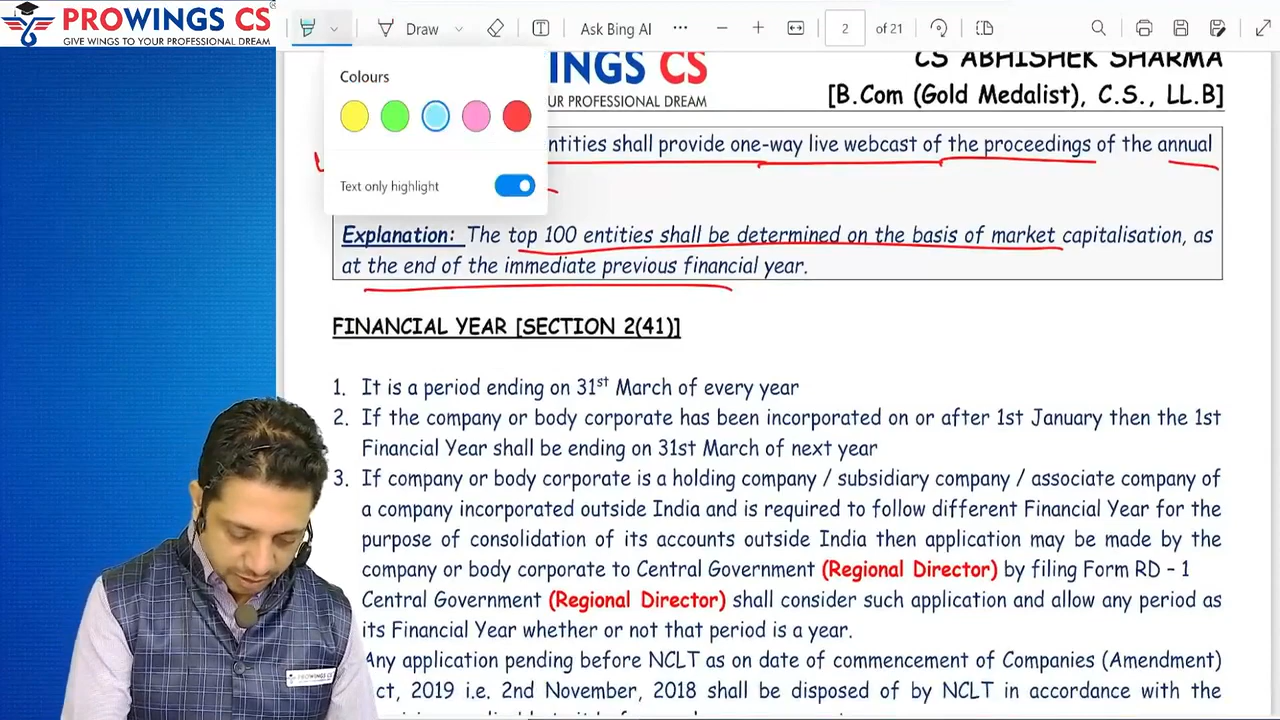 PROWINGS CS
GIVE WINGS TO YOUR PROFESSIONAL DREAM
Draw
Ask Bing AI
2
of 21
Colours
Text only highlight
INGS CS
UR PROFESSIONAL DREAM
CS ABHISHEK SHARMA
[B.Com (Gold Medalist), C.S., LL.B]
ntities shall provide one-way live webcast of the proceedings of the annual
Explanation: The top 100 entities shall be determined on the basis of market capitalisation, as
at the end of the immediate previous financial year.
FINANCIAL YEAR [SECTION 2(41)]
1. It is a period ending on 31st March of every year
2. If the company or body corporate has been incorporated on or after 1st January then the 1st
Financial Year shall be ending on 31st March of next year
3. If company or body corporate is a holding company / subsidiary company / associate company of
a company incorporated outside India and is required to follow different Financial Year for the
purpose of consolidation of its accounts outside India then application may be made by the
company or body corporate to Central Government (Regional Director) by filing Form RD – 1
Central Government (Regional Director) shall consider such application and allow any period as
its Financial Year whether or not that period is a year.
Any application pending before NCLT as on date of commencement of Companies (Amendment)
ct, 2019 i.e. 2nd November, 2018 shall be disposed of by NCLT in accordance with the
PROWINGS CS